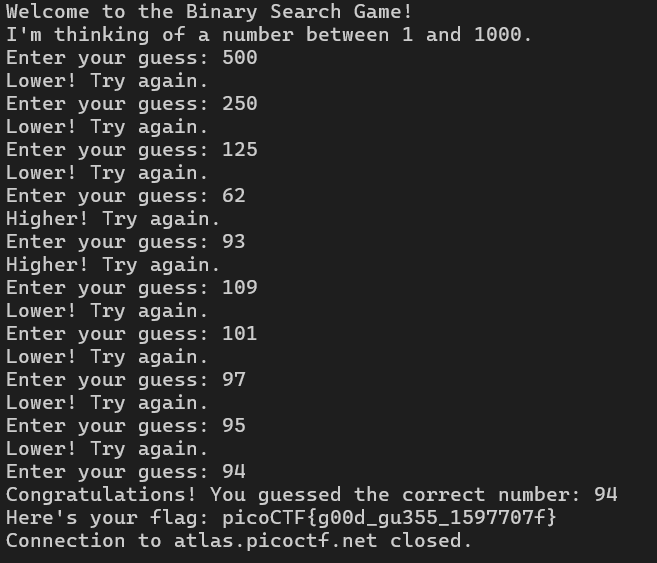 Welcome to the Binary Search Game!
I'm thinking of a number between 1 and 1000.
Enter your guess: 500
Lower! Try again.
Enter your guess: 250
Lower! Try again.
Enter your guess: 125
Lower! Try again.
Enter your guess: 62
Higher! Try again.
Enter your guess: 93
Higher! Try again.
Enter your guess: 109
Lower! Try again.
Enter your guess: 101
Lower! Try again.
Enter your guess: 97
Lower! Try again.
Enter your guess: 95
Lower! Try again.
Enter your guess: 94
Congratulations! You guessed the correct number: 94
Here's your flag: picoCTF{g00d_gu355_1597707f}
Connection to atlas.picoctf.net closed.